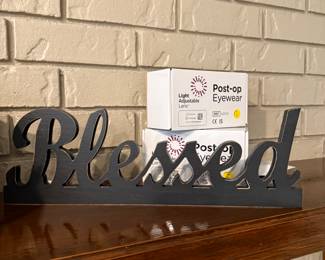 Light
Adjustable
Lens
Post-op
Eyewear
Post-op
Eyewear
Blessed